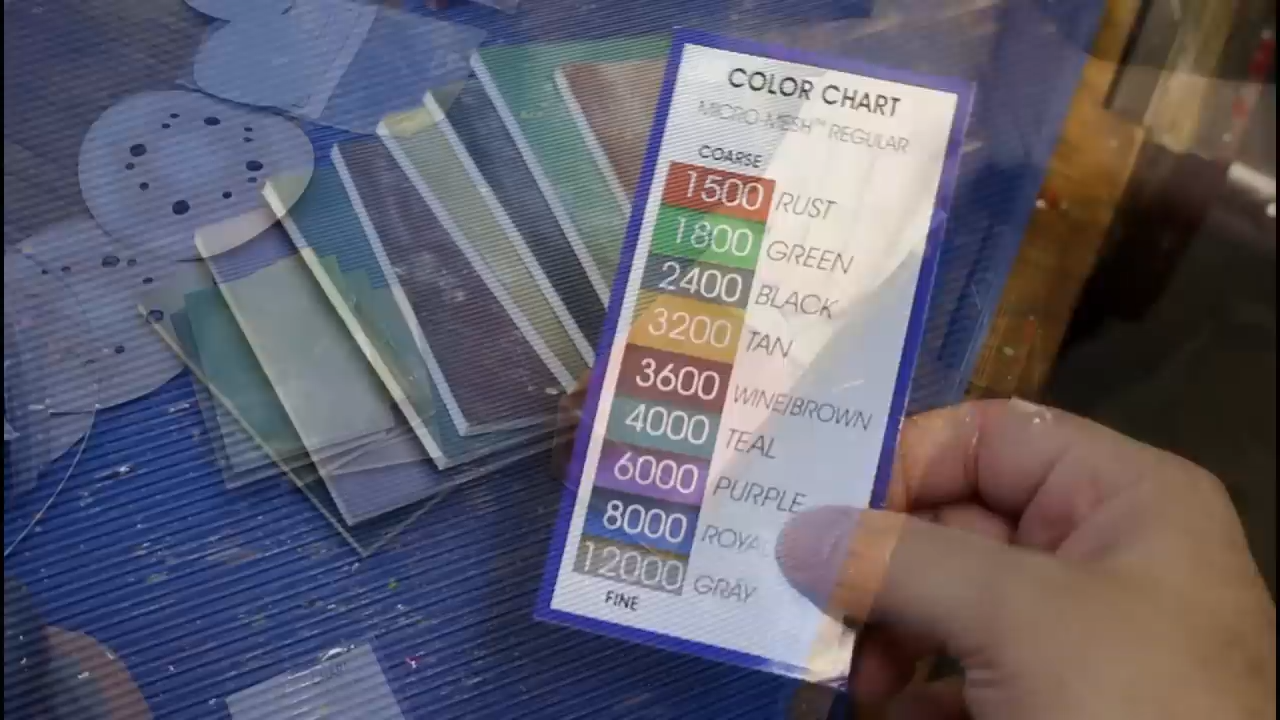 COLOR CHART
MICRO-MESH™ REGULAR
COARSE
1500 RUST
1800 GREEN
2400 BLACK
3200 TAN
3600 WINE/BROWN
4000 TEAL
6000 PURPLE
8000 ROYAL
12000 GRAY
FINE